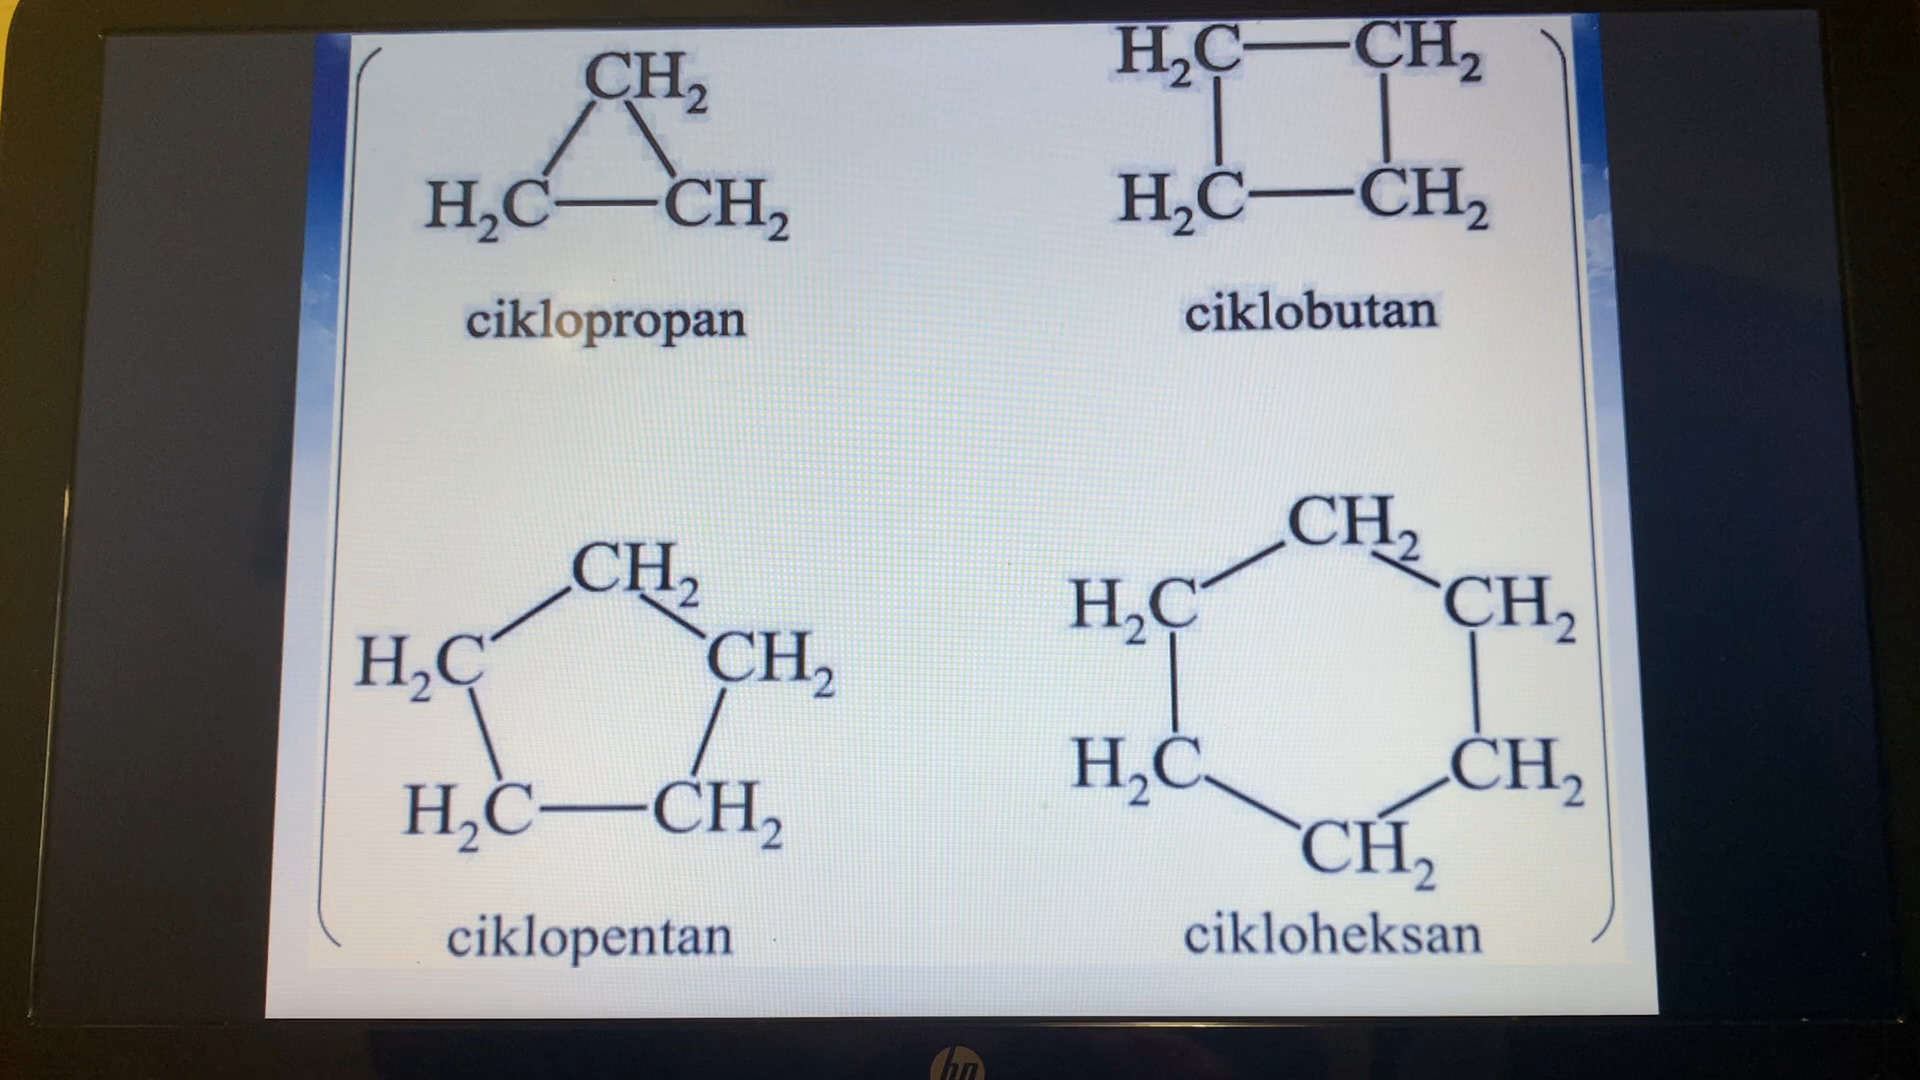 CH₂
H₂C CH₂
ciklopropan
H₂C CH₂
H₂C CH₂
ciklobutan
CH₂
H₂C CH₂
H₂C CH₂
ciklopentan
CH₂
H₂C CH₂
H₂C CH₂
CH₂
cikloheksan
hp